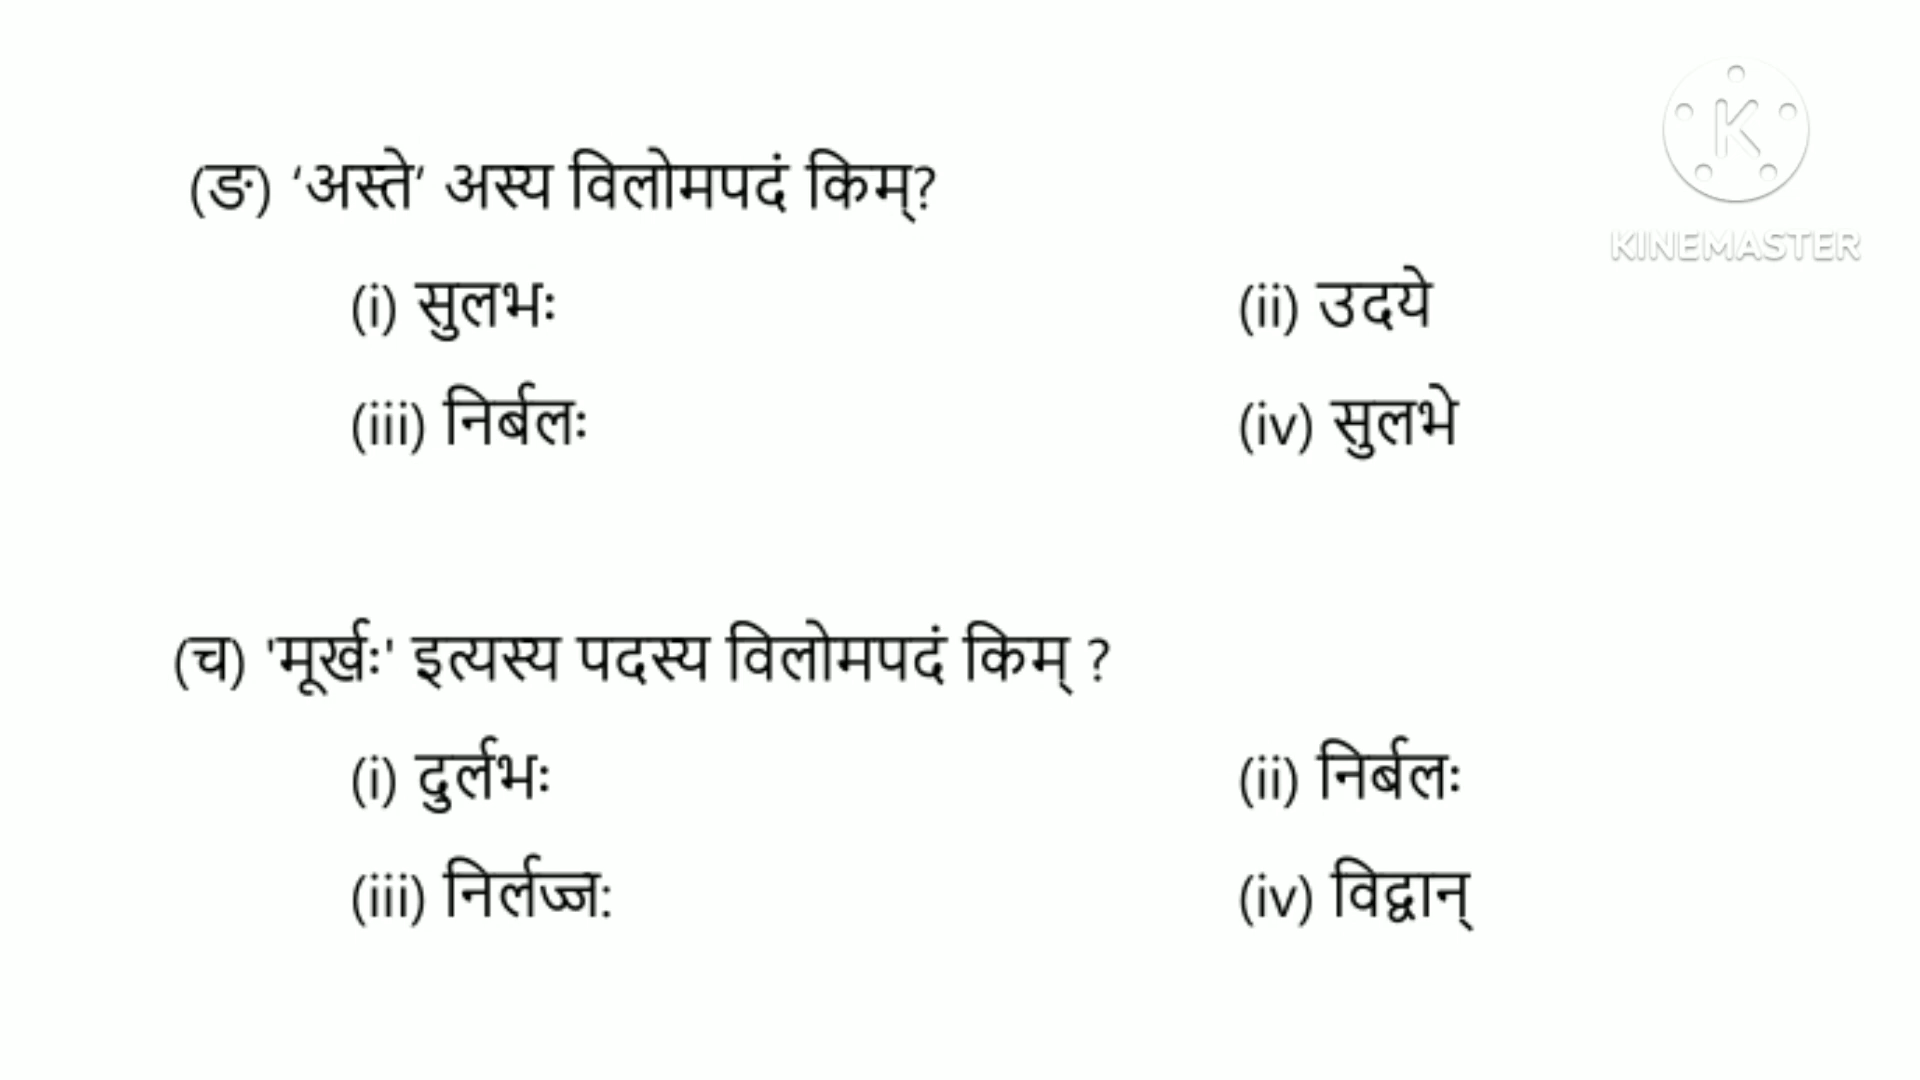 (ङ) ‘अस्ते’ अस्य विलोमपदं किम्?
(i) सुलभः (ii) उदये
(iii) निर्बलः (iv) सुलभे
(च) 'मूर्खः' इत्यस्य पदस्य विलोमपदं किम् ?
(i) दुर्लभः (ii) निर्बलः
(iii) निर्लज्ज: (iv) विद्वान्
K
KINEMASTER